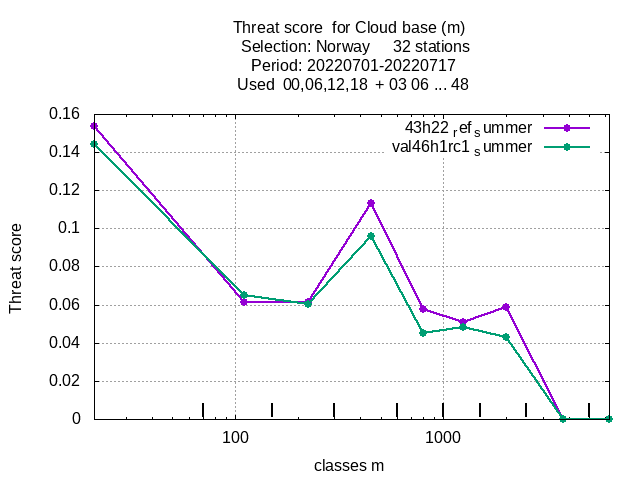 Threat score  for Cloud base (m)
Selection: Norway     32 stations
Period: 20220701-20220717
Used  00,06,12,18  + 03 06 ... 48
43h22 ref summer
val46h1rc1 summer
0.16
0.14
0.12
0.1
0.08
0.06
0.04
0.02
0
Threat score
100 1000
classes m